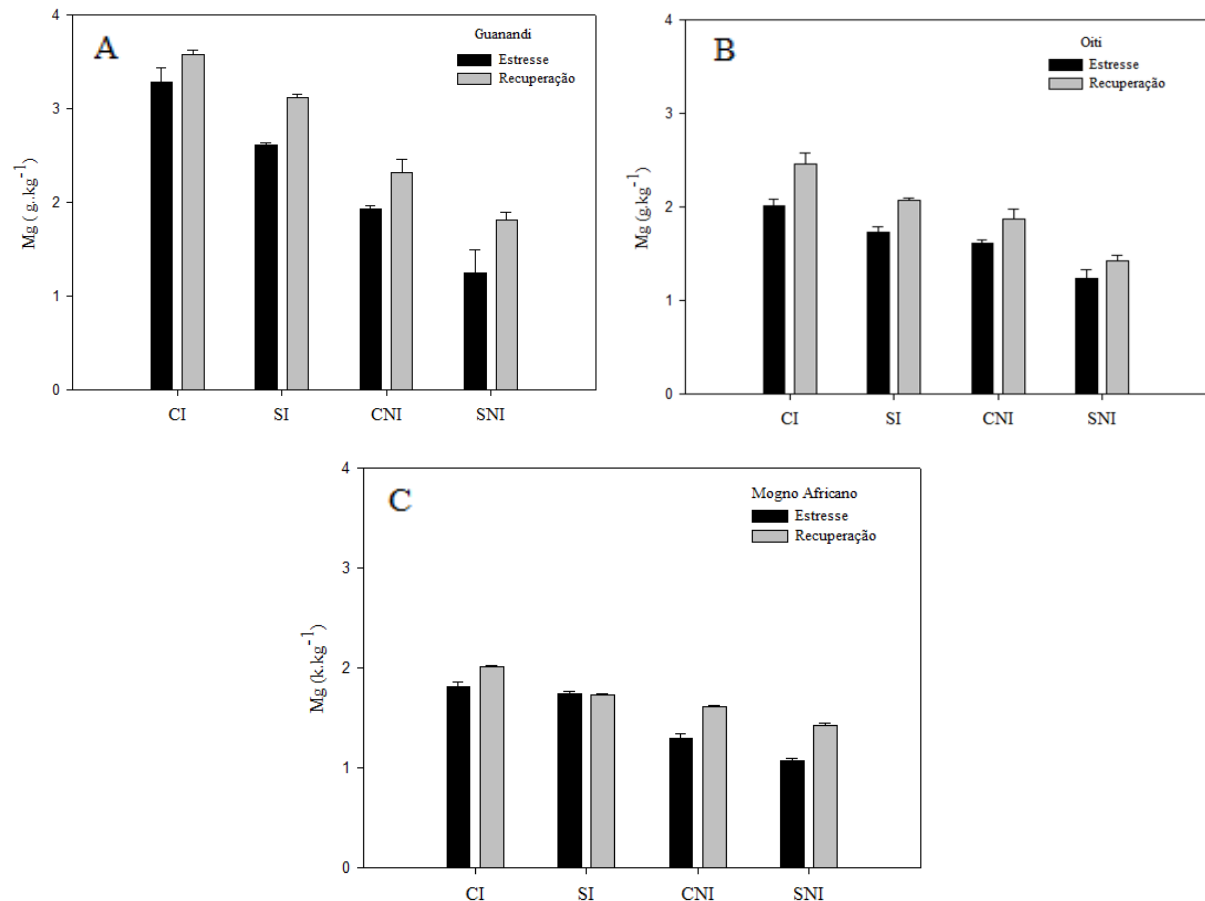 A
Guanandi
Estresse
Recuperação
Mg ( g..kg⁻¹)
4
3
2
1
0
CI SI CNI SNI
B
Oiti
Estresse
Recuperação
Mg (g.kg⁻¹)
4
3
2
1
0
CI SI CNI SNI
C
Mogno Africano
Estresse
Recuperação
Mg (k.kg⁻¹)
4
3
2
1
0
CI SI CNI SNI